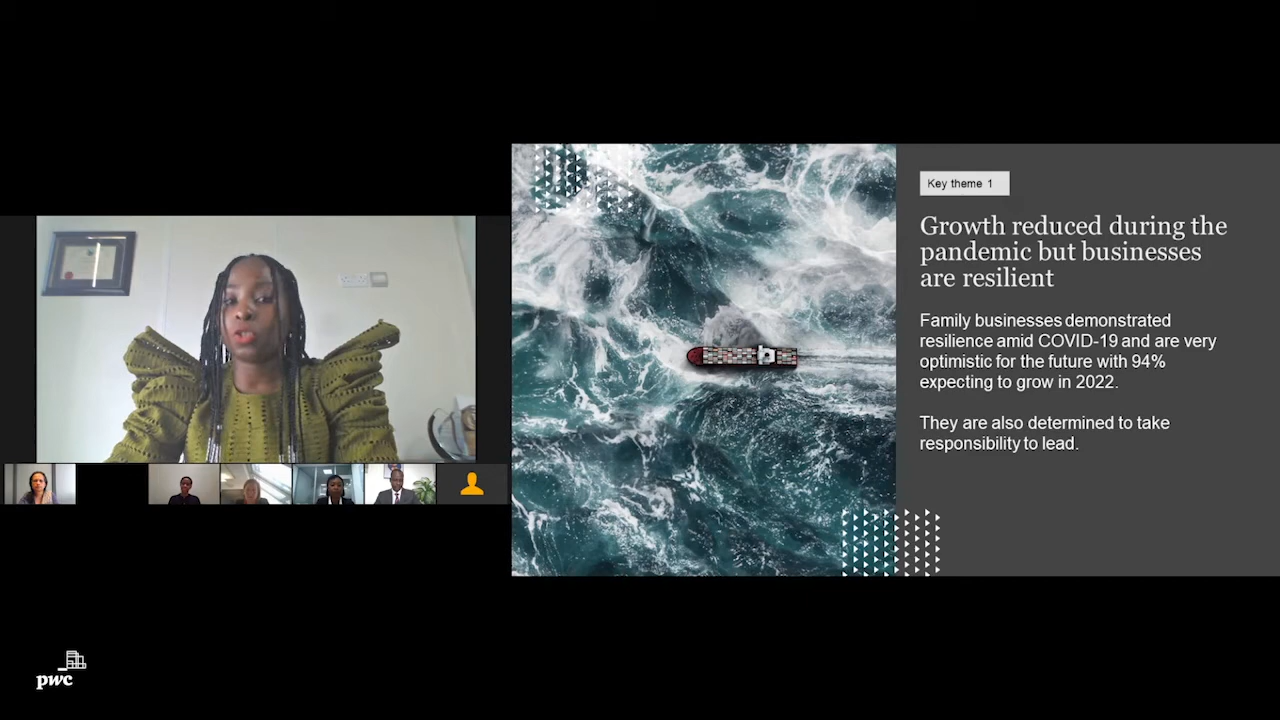 Key theme 1
Growth reduced during the
pandemic but businesses
are resilient
Family businesses demonstrated
resilience amid COVID-19 and are very
optimistic for the future with 94%
expecting to grow in 2022.
They are also determined to take
responsibility to lead.
pwc